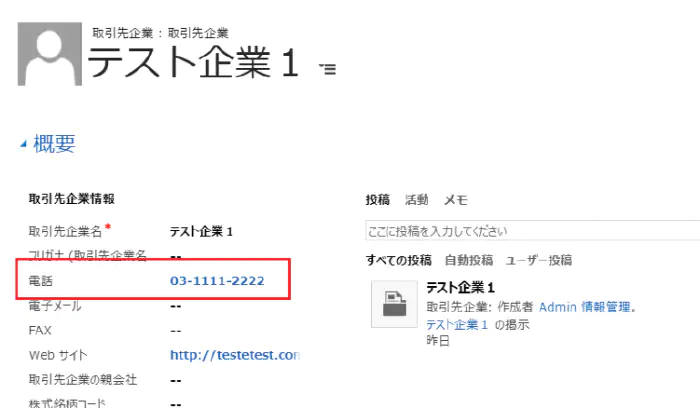 取引先企業 : 取引先企業
テスト企業 1
概要
取引先企業情報
取引先企業名*
テスト企業 1
フリガナ (取引先企業名
--
電話
03-1111-2222
電子メール
--
FAX
--
Web サイト
http://testetest.con
取引先企業の親会社
--
株式銘柄コード
--
投稿 活動 メモ
ここに投稿を入力してください
すべての投稿 自動投稿 ユーザー投稿
テスト企業 1
取引先企業: 作成者 Admin 情報管理。
テスト企業 1 の掲示
昨日